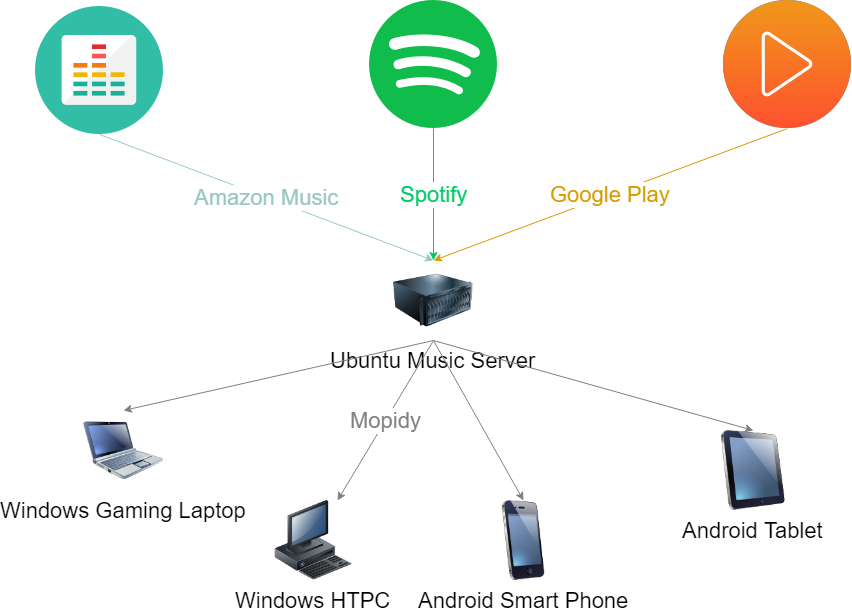 Amazon Music
Spotify
Google Play
Ubuntu Music Server
Mopidy
Windows Gaming Laptop
Android Tablet
Windows HTPC
Android Smart Phone